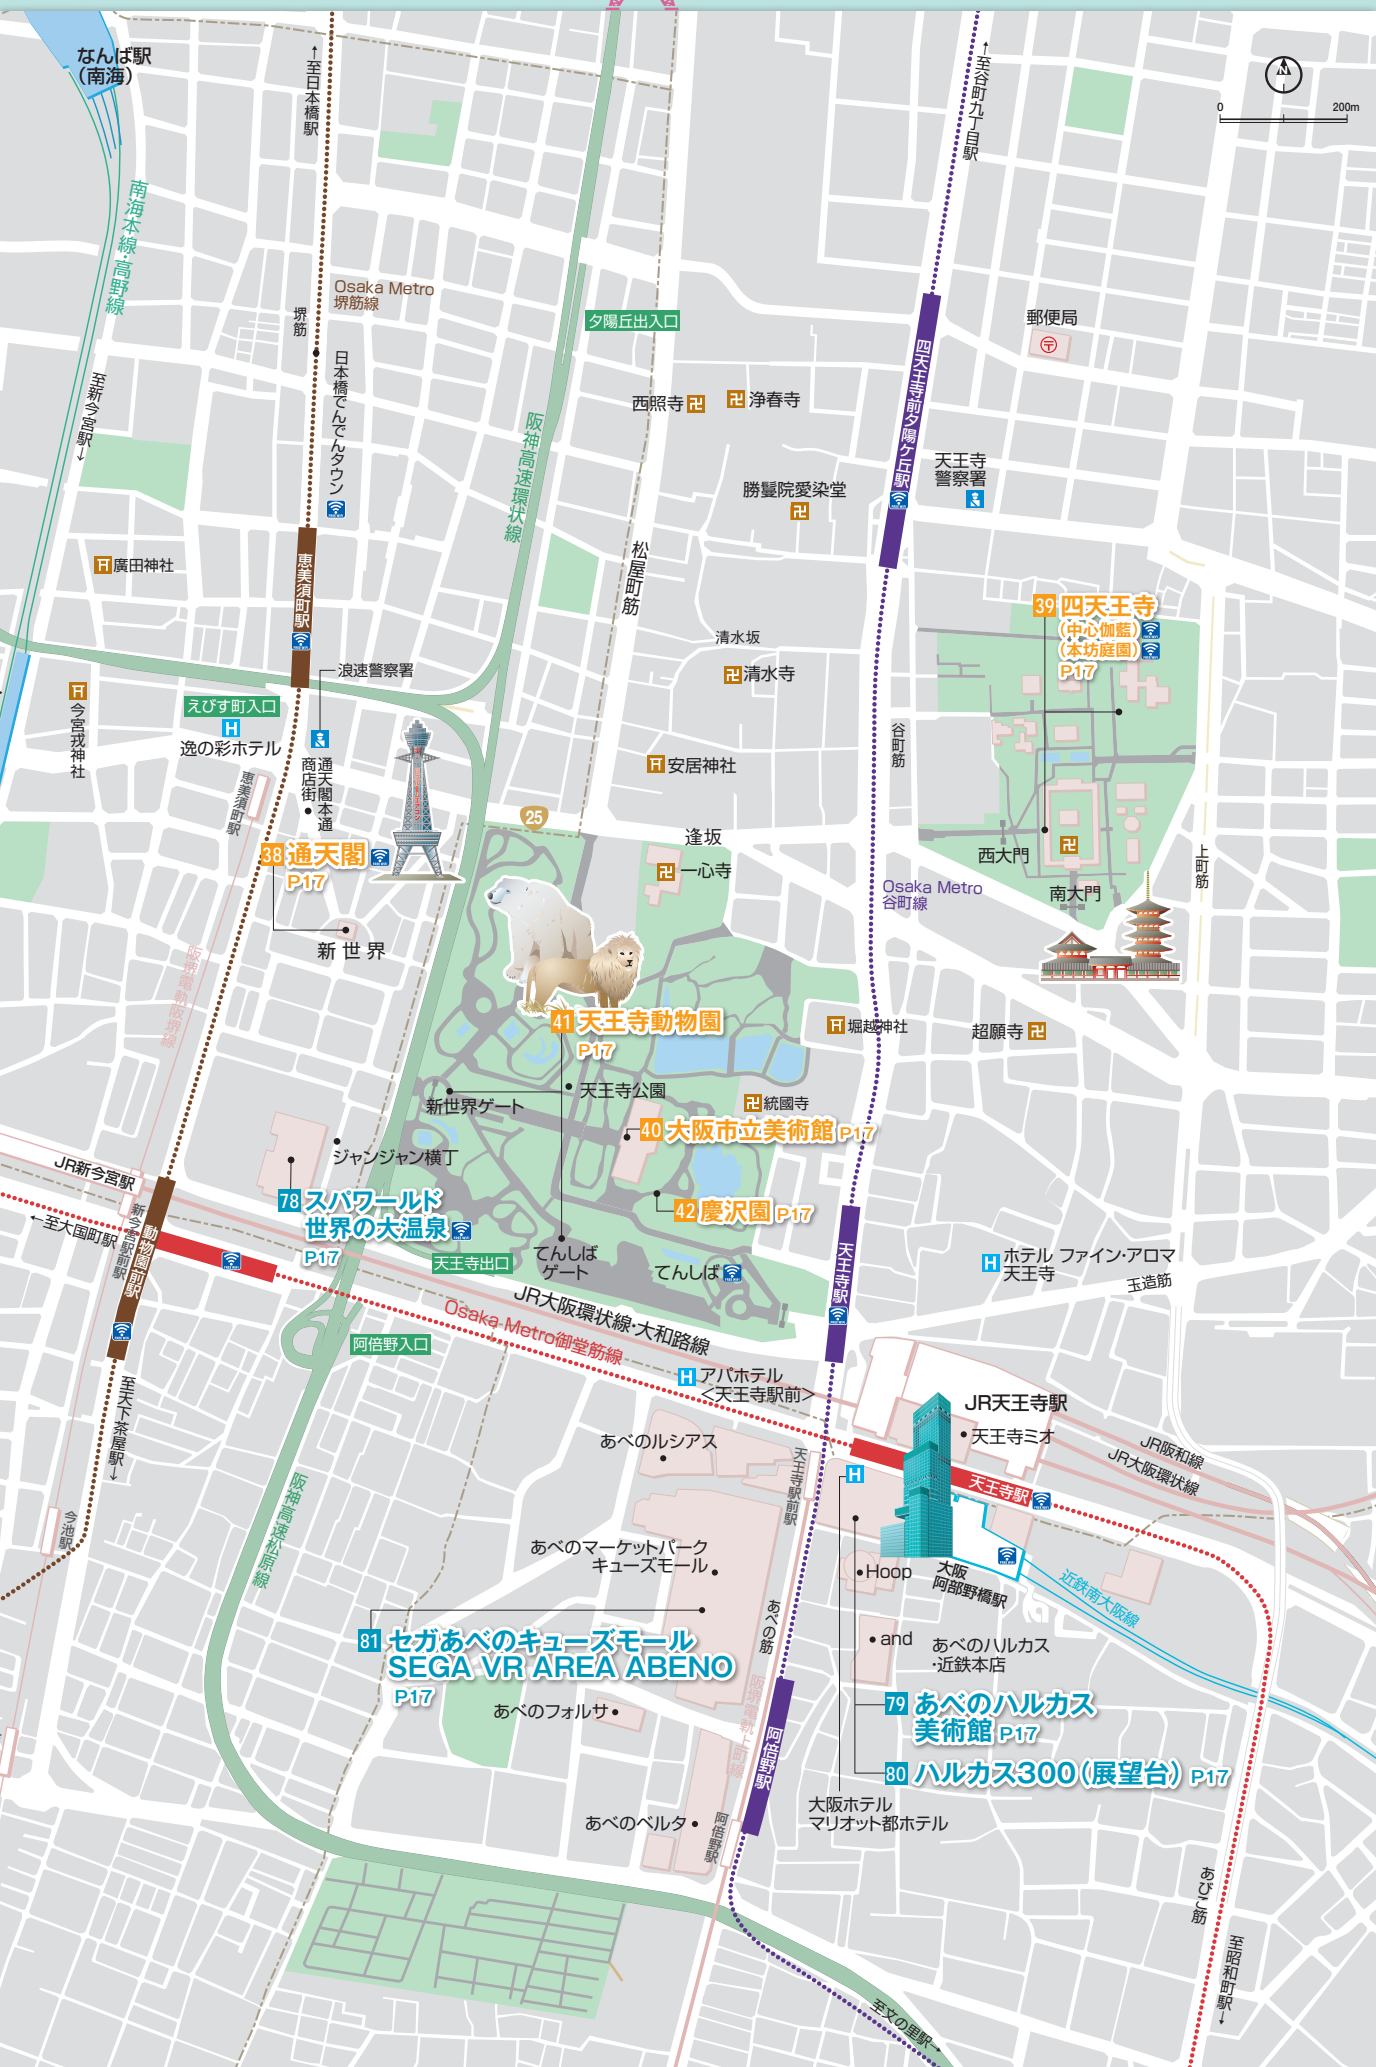 なんば駅
(南海)
←至日本橋駅
←至谷町九丁目駅
N
0
200m
南海本線・高野線
Osaka Metro
堺筋線
堺筋
夕陽丘出入口
郵便局
四天王寺前夕陽ケ丘駅
日本橋でんでんタウン
至新今宮駅→
西照寺
浄春寺
阪神高速環状線
天王寺
警察署
勝鬘院愛染堂
廣田神社
恵美須町駅
松屋町筋
39 四天王寺
(中心伽藍)
(本坊庭園)
P17
清水坂
清水寺
浪速警察署
えびす町入口
逸の彩ホテル
今宮戎神社
谷町筋
安居神社
恵美須町駅
通天閣本通
商店街
25
逢坂
38 通天閣
P17
一心寺
西大門
上町筋
南大門
Osaka Metro
谷町線
新世界
阪堺電軌阪堺線
41 天王寺動物園
P17
堀越神社
超願寺
天王寺公園
新世界ゲート
統國寺
40 大阪市立美術館 P17
ジャンジャン横丁
JR新今宮駅
78 スパワールド
世界の大温泉
P17
42 慶沢園 P17
←至大国町駅
新今宮駅前駅
動物園前駅
天王寺出口
てんしば
ゲート
てんしば
天王寺駅
ホテル ファイン・アロマ
天王寺
玉造筋
JR大阪環状線・大和路線
Osaka Metro御堂筋線
阿倍野入口
アパホテル
<天王寺駅前>
至天下茶屋駅→
JR天王寺駅
天王寺ミオ
あべのルシアス
天王寺駅前駅
JR阪和線
JR大阪環状線
天王寺駅
阪神高速松原線
今池駅
あべのマーケットパーク
キューズモール
Hoop
大阪
阿部野橋駅
近鉄南大阪線
あべの筋
and
あべのハルカス
・近鉄本店
81 セガあべのキューズモール
SEGA VR AREA ABENO
P17
阪堺電軌上町線
79 あべのハルカス
美術館 P17
あべのフォルサ
阿倍野駅
80 ハルカス300(展望台) P17
大阪ホテル
マリオット都ホテル
あべのベルタ
阿倍野駅
あびこ筋
至昭和町駅→
至文の里駅→